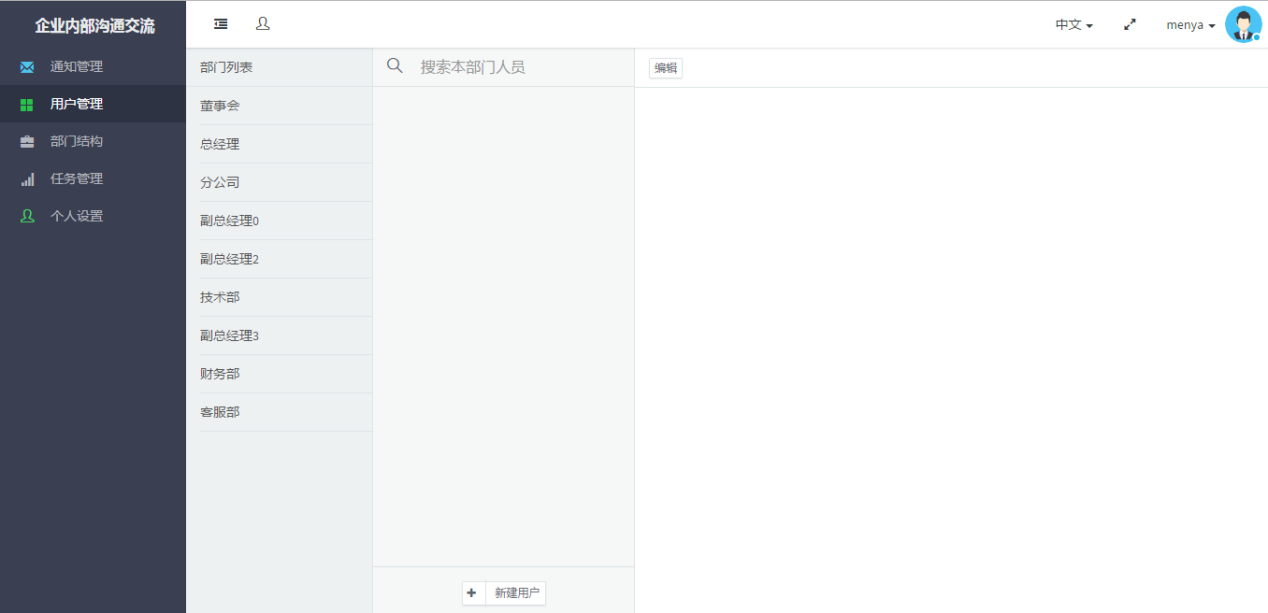 企业内部沟通交流
中文
menya
通知管理
用户管理
部门结构
任务管理
个人设置
部门列表
董事会
总经理
分公司
副总经理0
副总经理2
技术部
副总经理3
财务部
客服部
搜索本部门人员
新建用户
编辑